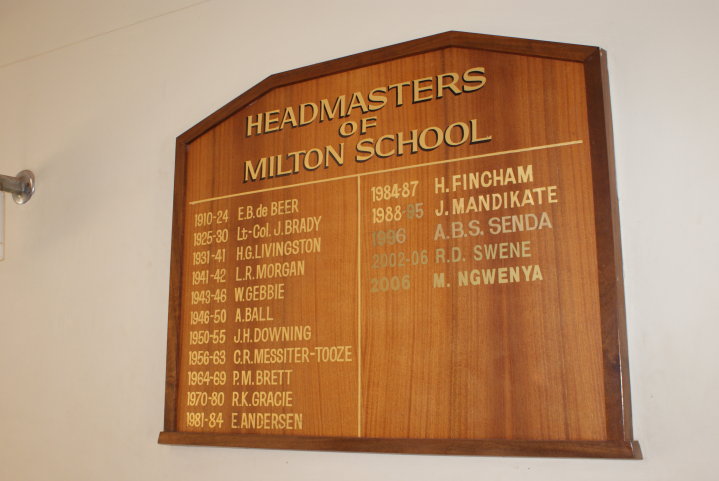 HEADMASTERS
OF
MILTON SCHOOL
1910-24 E.B. de BEER
1925-30 Lt-Col. J. BRADY
1931-41 H.G. LIVINGSTON
1941-42 L.R. MORGAN
1943-46 W. GEBBIE
1946-50 A. BALL
1950-55 J.H. DOWNING
1956-63 C.R. MESSITER-TOOZE
1964-69 P.M. BRETT
1970-80 R.K. GRACIE
1981-84 E. ANDERSEN
1984-87 H. FINCHAM
1988-95 J. MANDIKATE
1996 A.B.S. SENDA
2002-06 R.D. SWENE
2006 M. NGWENYA